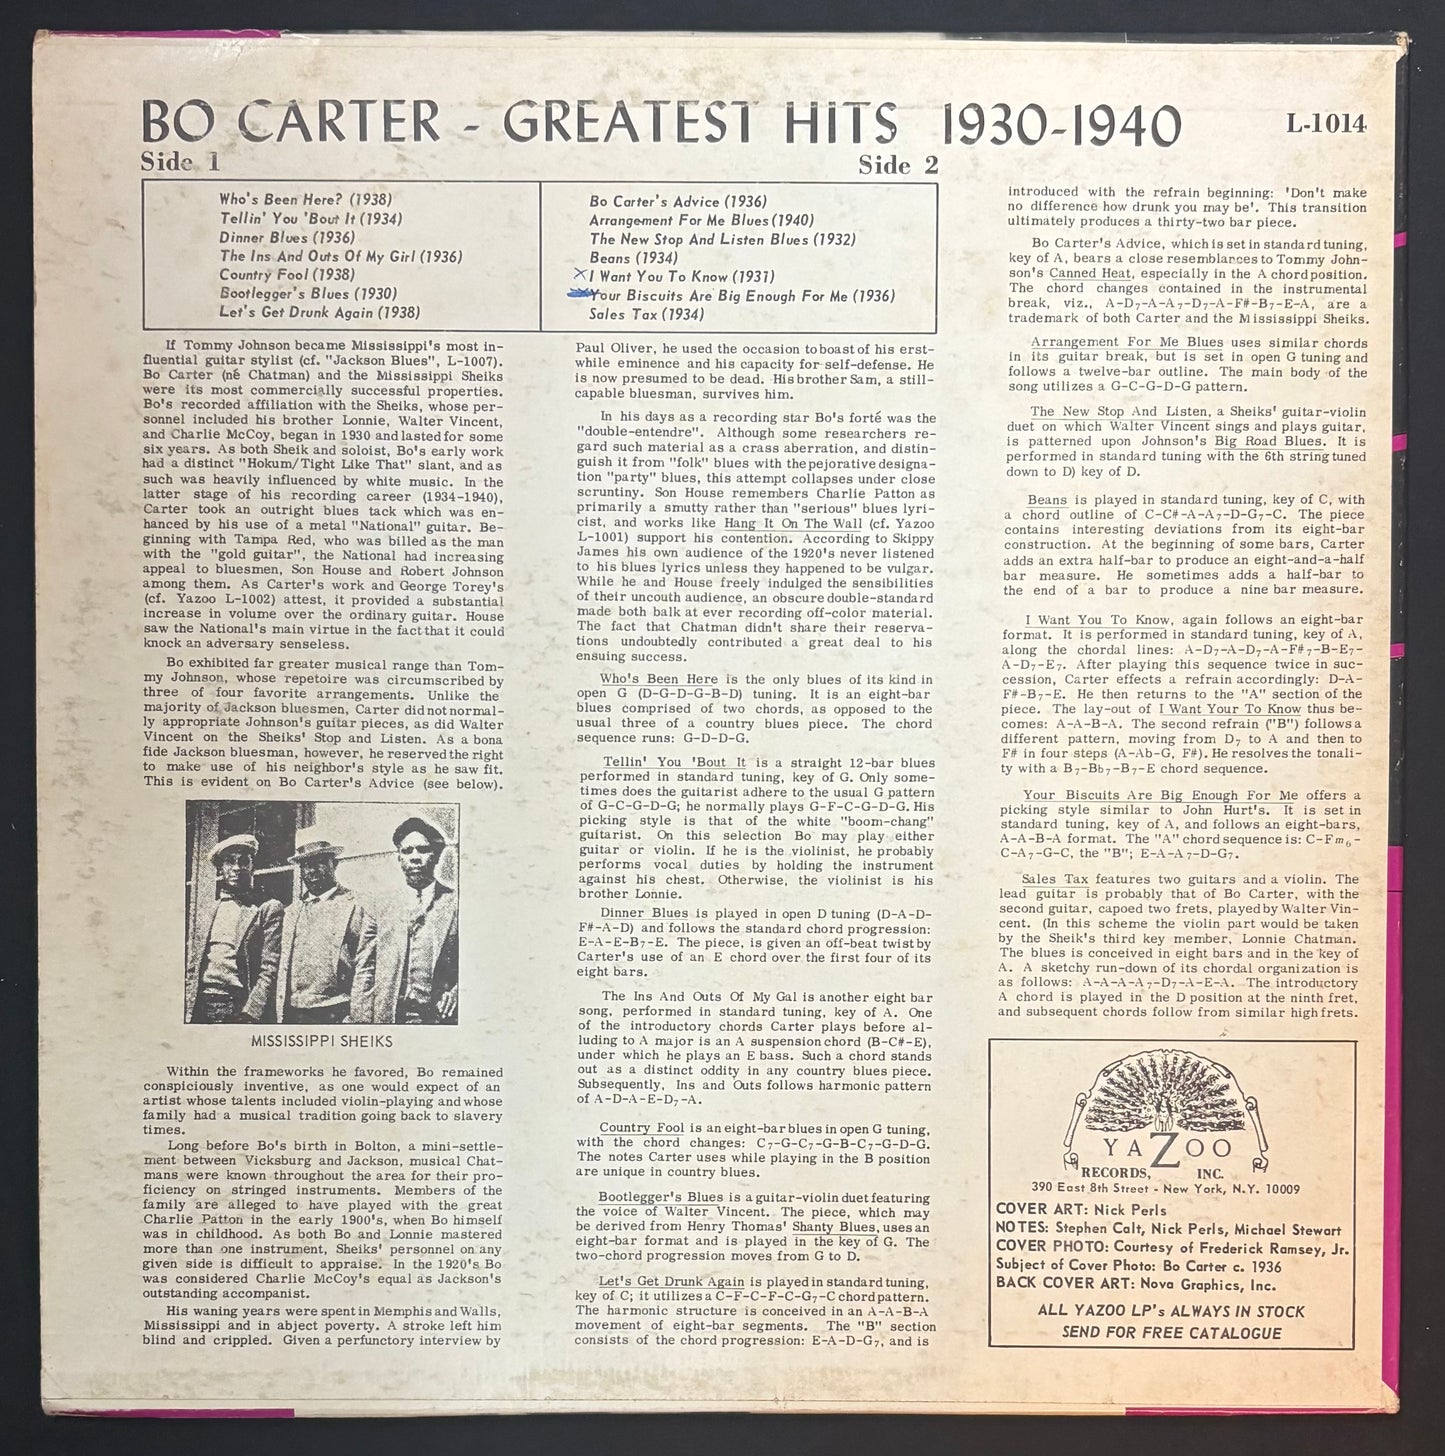 BO CARTER - GREATEST HITS 1930-1940
L-1014
Side 1
Side 2
Who's Been Here? (1938)
Tellin' You 'Bout It (1934)
Dinner Blues (1936)
The Ins And Outs Of My Girl (1936)
Country Fool (1938)
Bootlegger's Blues (1930)
Let's Get Drunk Again (1938)
Bo Carter's Advice (1936)
Arrangement For Me Blues (1940)
The New Stop And Listen Blues (1932)
Beans (1934)
I Want You To Know (1931)
Your Biscuits Are Big Enough For Me (1936)
Sales Tax (1934)
If Tommy Johnson became Mississippi's most in-
fluential guitar stylist (cf. "Jackson Blues", L-1007).
Bo Carter (né Chatman) and the Mississippi Sheiks
were its most commercially successful properties.
Bo's recorded affiliation with the Sheiks, whose per-
sonnel included his brother Lonnie, Walter Vincent,
and Charlie McCoy, began in 1930 and lasted for some
six years. As both Sheik and soloist, Bo's early work
had a distinct "Hokum/Tight Like That" slant, and as
such was heavily influenced by white music. In the
latter stage of his recording career (1934-1940),
Carter took an outright blues tack which was en-
hanced by his use of a metal "National" guitar. Be-
ginning with Tampa Red, who was billed as the man
with the "gold guitar", the National had increasing
appeal to bluesmen, Son House and Robert Johnson
among them. As Carter's work and George Torey's
(cf. Yazoo L-1002) attest, it provided a substantial
increase in volume over the ordinary guitar. House
saw the National's main virtue in the fact that it could
knock an adversary senseless.
Bo exhibited far greater musical range than Tom-
my Johnson, whose repetoire was circumscribed by
three of four favorite arrangements. Unlike the
majority of Jackson bluesmen, Carter did not normal-
ly appropriate Johnson's guitar pieces, as did Walter
Vincent on the Sheiks' Stop and Listen. As a bona
fide Jackson bluesman, however, he reserved the right
to make use of his neighbor's style as he saw fit.
This is evident on Bo Carter's Advice (see below).
MISSISSIPPI SHEIKS
Within the frameworks he favored, Bo remained
conspiciously inventive, as one would expect of an
artist whose talents included violin-playing and whose
family had a musical tradition going back to slavery
times.
Long before Bo's birth in Bolton, a mini-settle-
ment between Vicksburg and Jackson, musical Chat-
mans were known throughout the area for their pro-
ficiency on stringed instruments. Members of the
family are alleged to have played with the great
Charlie Patton in the early 1900's, when Bo himself
was in childhood. As both Bo and Lonnie mastered
more than one instrument, Sheiks' personnel on any
given side is difficult to appraise. In the 1920's Bo
was considered Charlie McCoy's equal as Jackson's
outstanding accompanist.
His waning years were spent in Memphis and Walls,
Mississippi and in abject poverty. A stroke left him
blind and crippled. Given a perfunctory interview by
Paul Oliver, he used the occasion to boast of his erst-
while eminence and his capacity for self-defense. He
is now presumed to be dead. His brother Sam, a still-
capable bluesman, survives him.
In his days as a recording star Bo's forté was the
"double-entendre". Although some researchers re-
gard such material as a crass aberration, and distin-
guish it from "folk" blues with the pejorative designa-
tion "party" blues, this attempt collapses under close
scruntiny. Son House remembers Charlie Patton as
primarily a smutty rather than "serious" blues lyri-
cist, and works like Hang It On The Wall (cf. Yazoo
L-1001) support his contention. According to Skippy
James his own audience of the 1920's never listened
to his blues lyrics unless they happened to be vulgar.
While he and House freely indulged the sensibilities
of their uncouth audience, an obscure double-standard
made both balk at ever recording off-color material.
The fact that Chatman didn't share their reserva-
tions undoubtedly contributed a great deal to his
ensuing success.
Who's Been Here is the only blues of its kind in
open G (D-G-D-G-B-D) tuning. It is an eight-bar
blues comprised of two chords, as opposed to the
usual three of a country blues piece. The chord
sequence runs: G-D-D-G.
Tellin' You 'Bout It is a straight 12-bar blues
performed in standard tuning, key of G. Only some-
times does the guitarist adhere to the usual G pattern
of G-C-G-D-G; he normally plays G-F-C-G-D-G. His
picking style is that of the white "boom-chang"
guitarist. On this selection Bo may play either
guitar or violin. If he is the violinist, he probably
performs vocal duties by holding the instrument
against his chest. Otherwise, the violinist is his
brother Lonnie.
Dinner Blues is played in open D tuning (D-A-D-
F#-A-D) and follows the standard chord progression:
E-A-E-B7-E. The piece, is given an off-beat twist by
Carter's use of an E chord over the first four of its
eight bars.
The Ins And Outs Of My Gal is another eight bar
song, performed in standard tuning, key of A. One
of the introductory chords Carter plays before al-
luding to A major is an A suspension chord (B-C#-E),
under which he plays an E bass. Such a chord stands
out as a distinct oddity in any country blues piece.
Subsequently, Ins and Outs follows harmonic pattern
of A-D-A-E-D7-A.
Country Fool is an eight-bar blues in open G tuning,
with the chord changes: C7-G-C7-G-B-C7-G-D-G.
The notes Carter uses while playing in the B position
are unique in country blues.
Bootlegger's Blues is a guitar-violin duet featuring
the voice of Walter Vincent. The piece, which may
be derived from Henry Thomas' Shanty Blues, uses an
eight-bar format and is played in the key of G. The
two-chord progression moves from G to D.
Let's Get Drunk Again is played in standard tuning,
key of C; it utilizes a C-F-C-F-C-G7-C chord pattern.
The harmonic structure is conceived in an A-A-B-A
movement of eight-bar segments. The "B" section
consists of the chord progression: E-A-D-G7, and is
introduced with the refrain beginning: 'Don't make
no difference how drunk you may be'. This transition
ultimately produces a thirty-two bar piece.
Bo Carter's Advice, which is set in standard tuning,
key of A, bears a close resemblances to Tommy John-
son's Canned Heat, especially in the A chord position.
The chord changes contained in the instrumental
break, viz., A-D7-A-A7-D7-A-F#-B7-E-A, are a
trademark of both Carter and the Mississippi Sheiks.
Arrangement For Me Blues uses similar chords
in its guitar break, but is set in open G tuning and
follows a twelve-bar outline. The main body of the
song utilizes a G-C-G-D-G pattern.
The New Stop And Listen, a Sheiks' guitar-violin
duet on which Walter Vincent sings and plays guitar,
is patterned upon Johnson's Big Road Blues. It is
performed in standard tuning with the 6th string tuned
down to D) key of D.
Beans is played in standard tuning, key of C, with
a chord outline of C-C#-A-A7-D-G7-C. The piece
contains interesting deviations from its eight-bar
construction. At the beginning of some bars, Carter
adds an extra half-bar to produce an eight-and-a-half
bar measure. He sometimes adds a half-bar to
the end of a bar to produce a nine bar measure.
I Want You To Know, again follows an eight-bar
format. It is performed in standard tuning, key of A,
along the chordal lines: A-D7-A-D7-A-F#7-B-E7-
A-D7-E7. After playing this sequence twice in suc-
cession, Carter effects a refrain accordingly: D-A-
F#-B7-E. He then returns to the "A" section of the
piece. The lay-out of I Want Your To Know thus be-
comes: A-A-B-A. The second refrain ("B") follows a
different pattern, moving from D7 to A and then to
F# in four steps (A-Ab-G, F#). He resolves the tonali-
ty with a B7-Bb7-B7-E chord sequence.
Your Biscuits Are Big Enough For Me offers a
picking style similar to John Hurt's. It is set in
standard tuning, key of A, and follows an eight-bars,
A-A-B-A format. The "A" chord sequence is: C-Fm6-
C-A7-G-C, the "B"; E-A-A7-D-G7.
Sales Tax features two guitars and a violin. The
lead guitar is probably that of Bo Carter, with the
second guitar, capoed two frets, played by Walter Vin-
cent. (In this scheme the violin part would be taken
by the Sheik's third key member, Lonnie Chatman.
The blues is conceived in eight bars and in the key of
A. A sketchy run-down of its chordal organization is
as follows: A-A-A-A7-D7-A-E-A. The introductory
A chord is played in the D position at the ninth fret,
and subsequent chords follow from similar high frets.
YAZOO
RECORDS, INC.
390 East 8th Street - New York, N.Y. 10009
COVER ART: Nick Perls
NOTES: Stephen Calt, Nick Perls, Michael Stewart
COVER PHOTO: Courtesy of Frederick Ramsey, Jr.
Subject of Cover Photo: Bo Carter c. 1936
BACK COVER ART: Nova Graphics, Inc.
ALL YAZOO LP's ALWAYS IN STOCK
SEND FOR FREE CATALOGUE